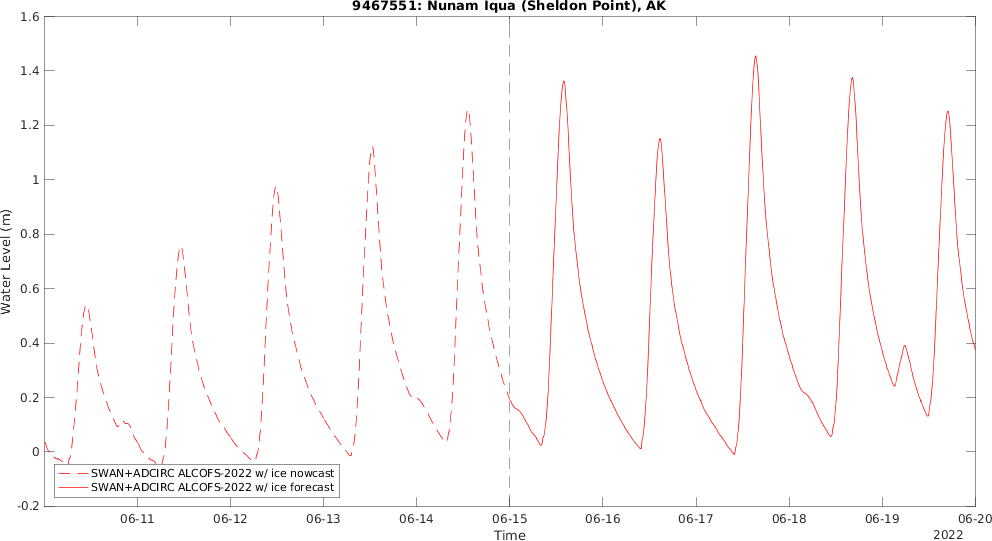 9467551: Nunam Iqua (Sheldon Point), AK
Water Level (m)
1.6
1.4
1.2
1
0.8
0.6
0.4
0.2
0
-0.2
SWAN+ADCIRC ALCOFS-2022 w/ ice nowcast
SWAN+ADCIRC ALCOFS-2022 w/ ice forecast
06-11 06-12 06-13 06-14 06-15 06-16 06-17 06-18 06-19 06-20
Time
2022